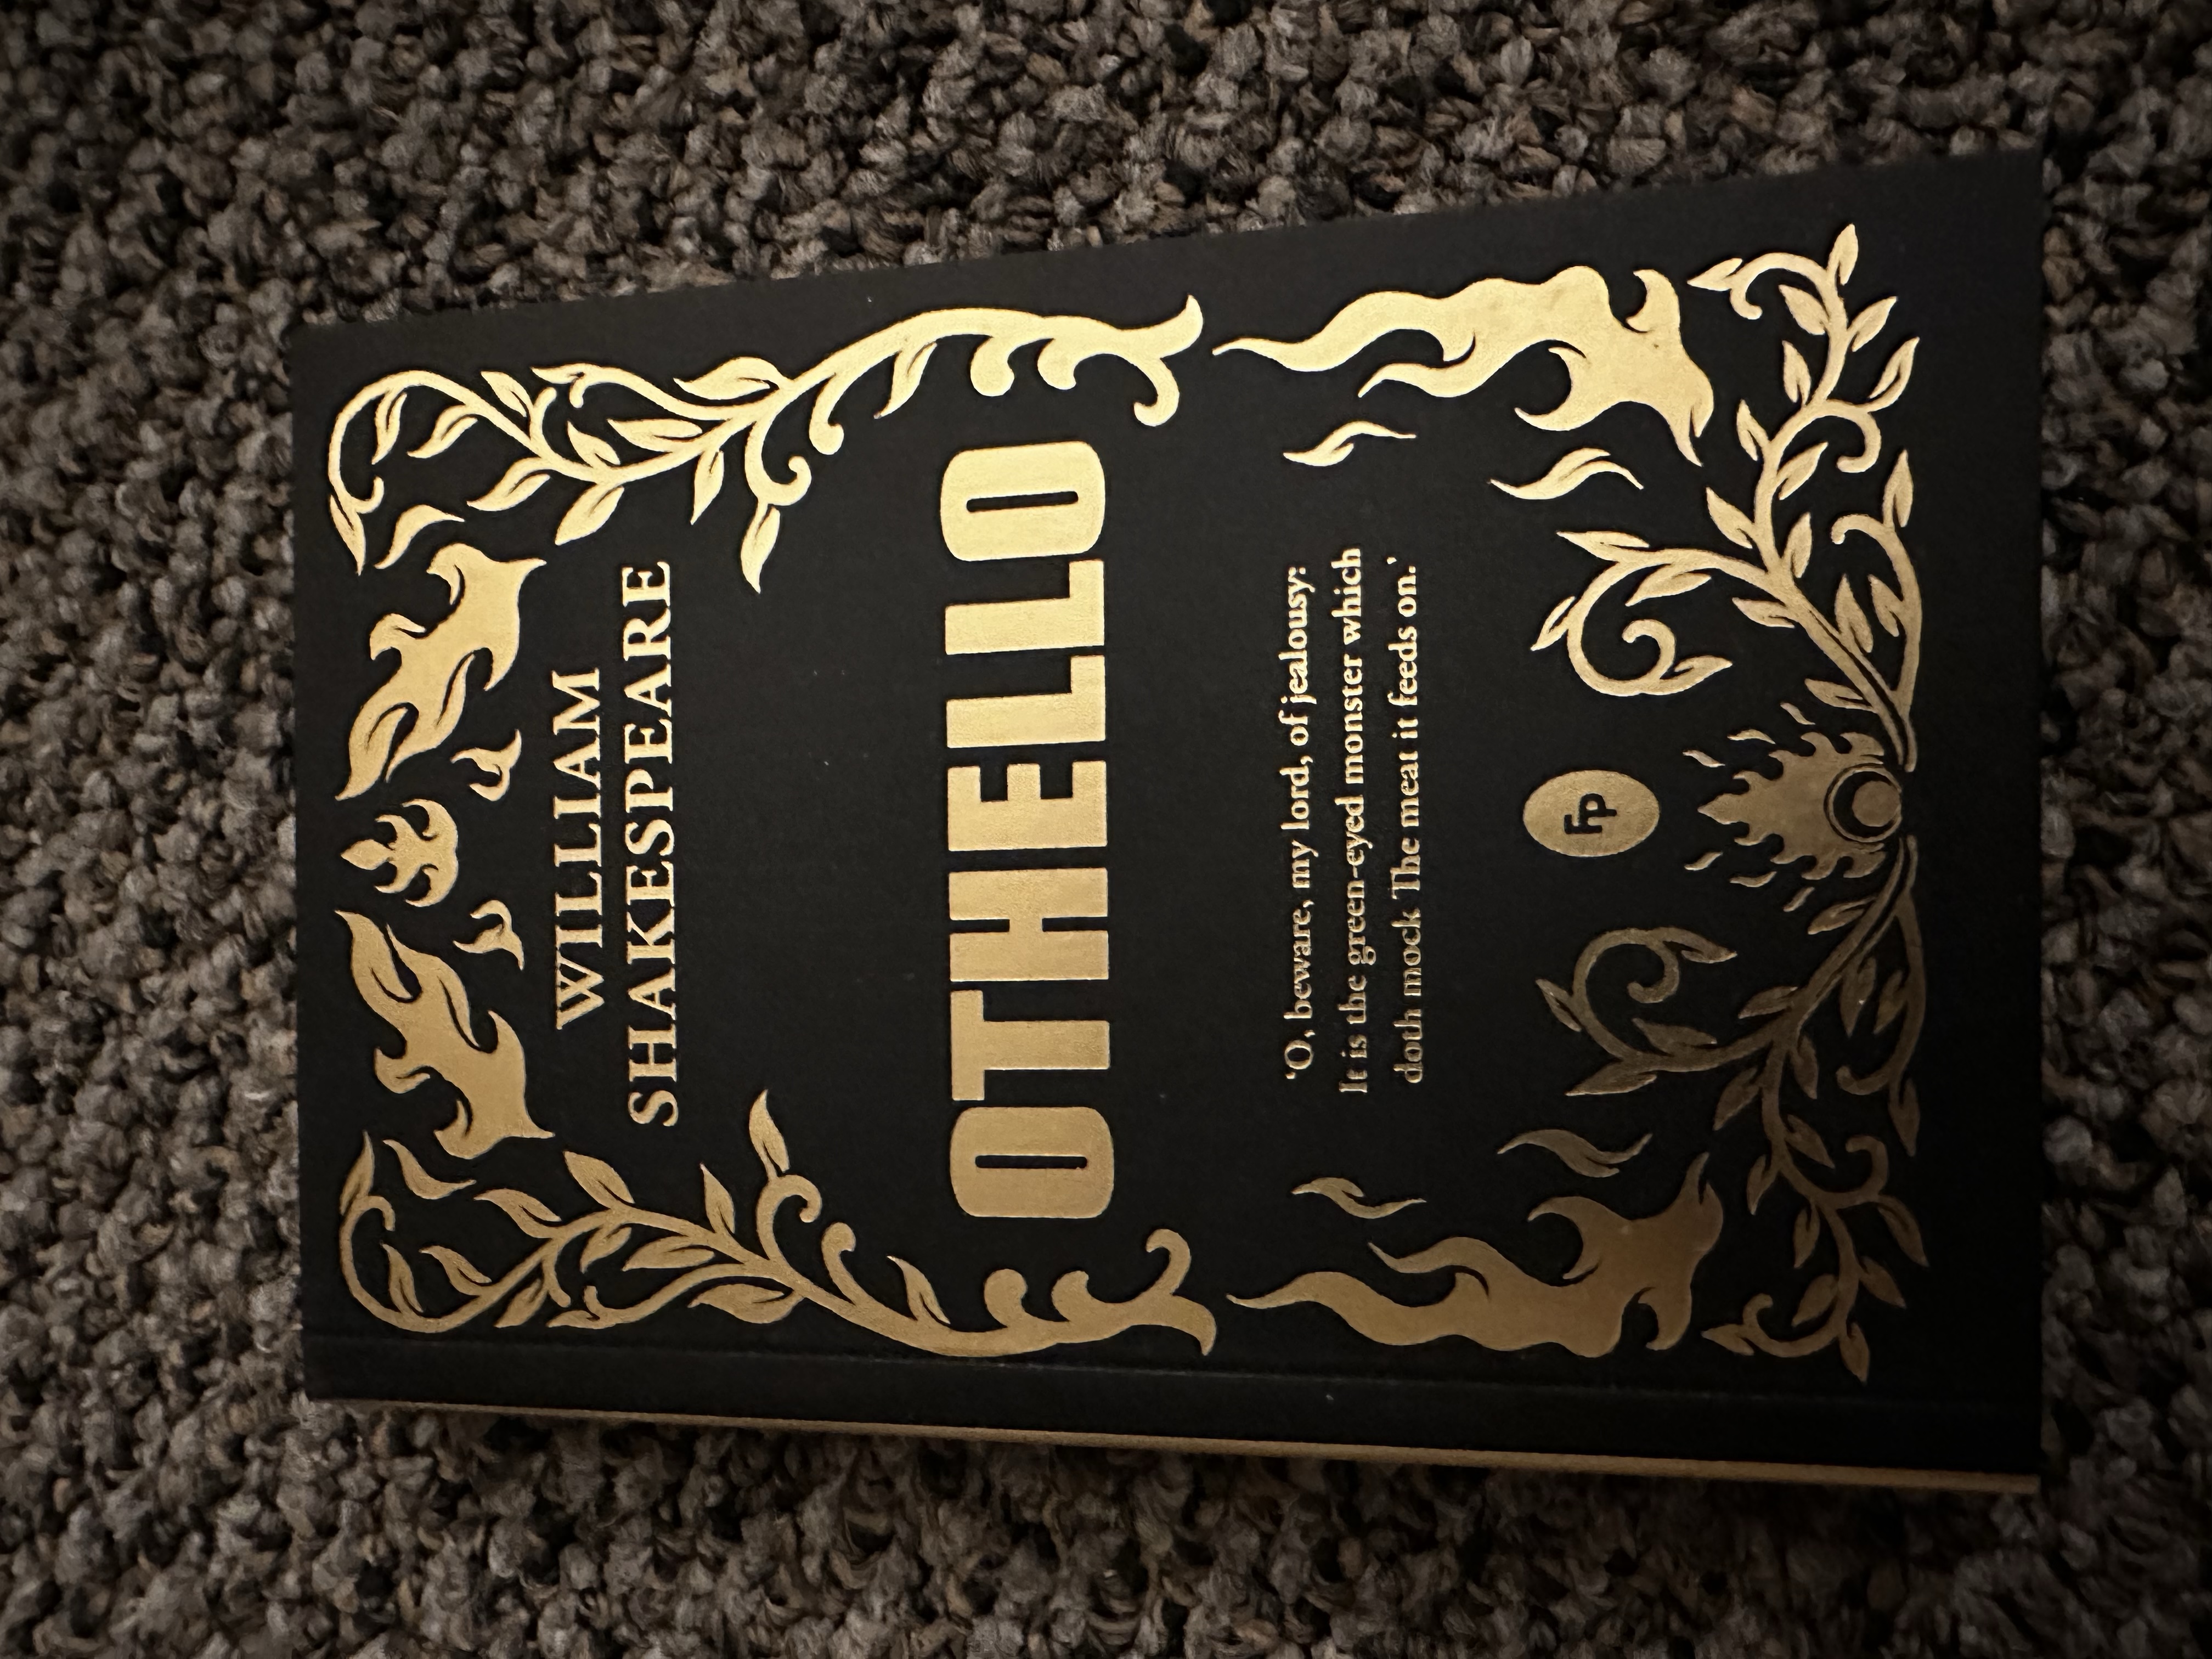 WILLIAM
SHAKESPEARE
OTHELLO
‘O, beware, my lord, of jealousy:
It is the green-eyed monster which
doth mock The meat it feeds on.’
FP